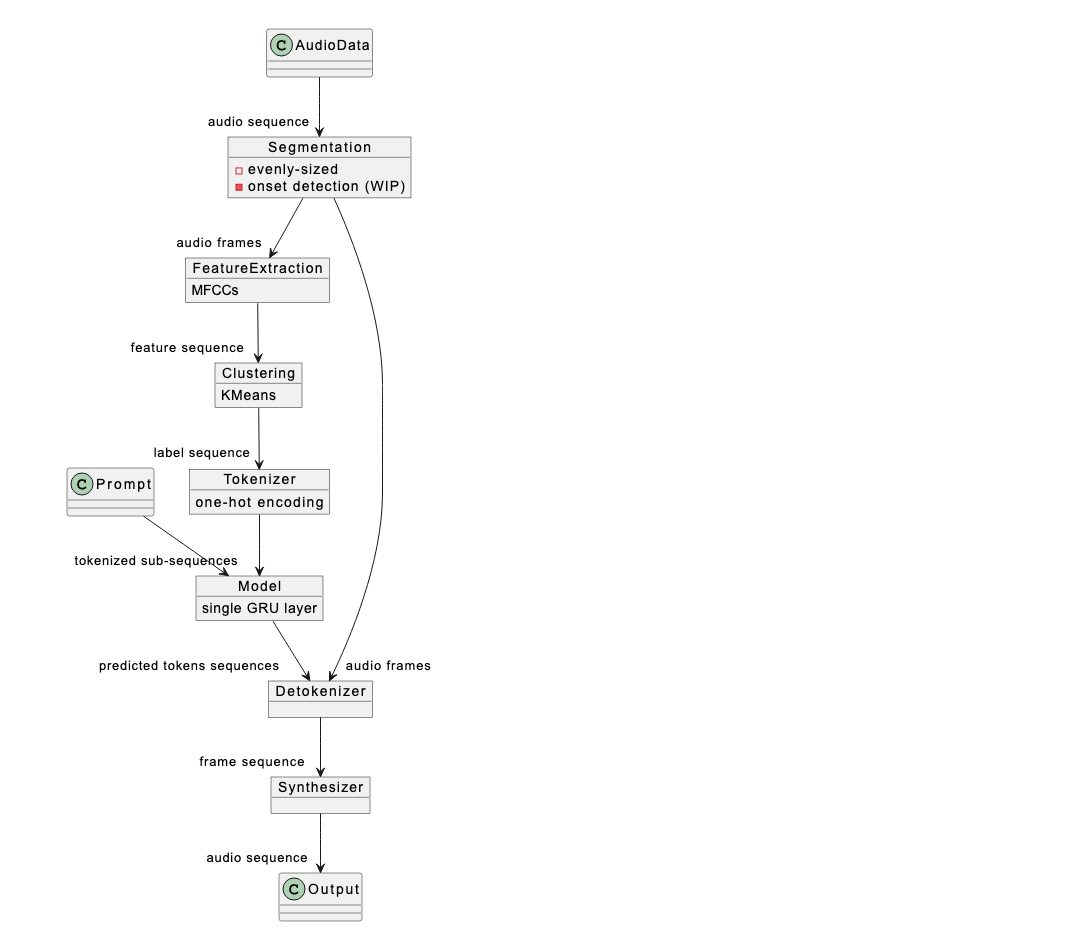 C AudioData
audio sequence
Segmentation
evenly-sized
onset detection (WIP)
audio frames
FeatureExtraction
MFCCs
feature sequence
Clustering
KMeans
label sequence
C Prompt
Tokenizer
one-hot encoding
tokenized sub-sequences
Model
single GRU layer
predicted tokens sequences
audio frames
Detokenizer
frame sequence
Synthesizer
audio sequence
C Output